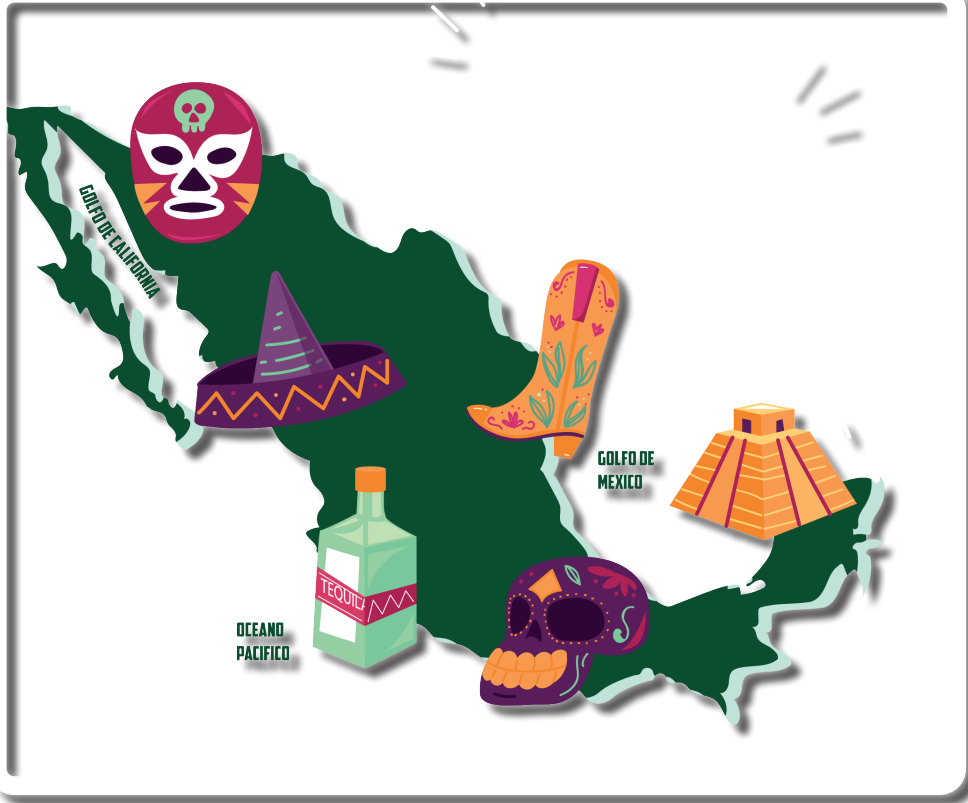 GOLFO DE CALIFORNIA
GOLFO DE
MEXICO
TEQUILA
OCEANO
PACIFICO